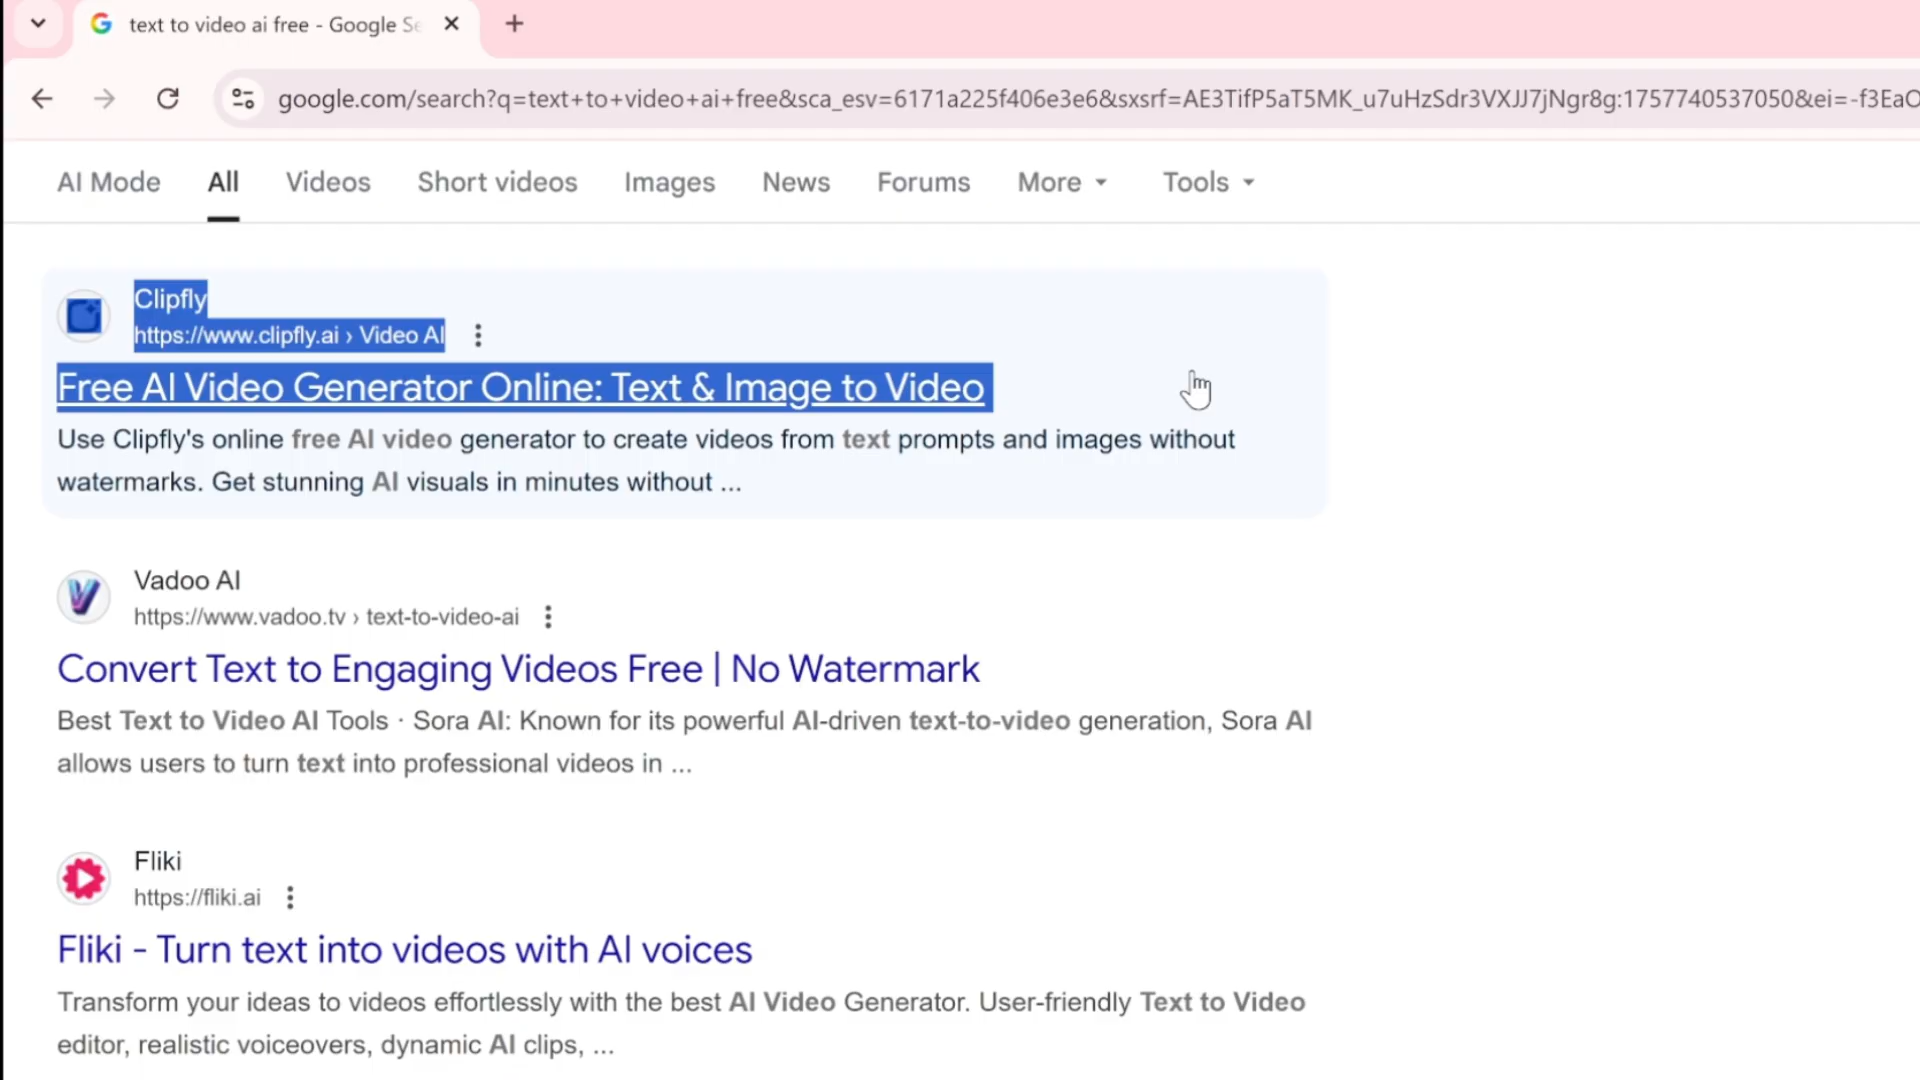 text to video ai free - Google Se
google.com/search?q=text+to+video+ai+free&sca_esv=6171a225f406e3e6&sxsrf=AE3TifP5aT5MK_u7uHzSdr3VXJJ7jNgr8g:1757740537050&ei=-f3EaO
AI Mode All Videos Short videos Images News Forums More Tools
Clipfly
https://www.clipfly.ai › Video AI
Free AI Video Generator Online: Text & Image to Video
Use Clipfly's online free AI video generator to create videos from text prompts and images without
watermarks. Get stunning AI visuals in minutes without ...
Vadoo AI
https://www.vadoo.tv › text-to-video-ai
Convert Text to Engaging Videos Free | No Watermark
Best Text to Video AI Tools · Sora AI: Known for its powerful AI-driven text-to-video generation, Sora AI
allows users to turn text into professional videos in ...
Fliki
https://fliki.ai
Fliki - Turn text into videos with AI voices
Transform your ideas to videos effortlessly with the best AI Video Generator. User-friendly Text to Video
editor, realistic voiceovers, dynamic AI clips, ...